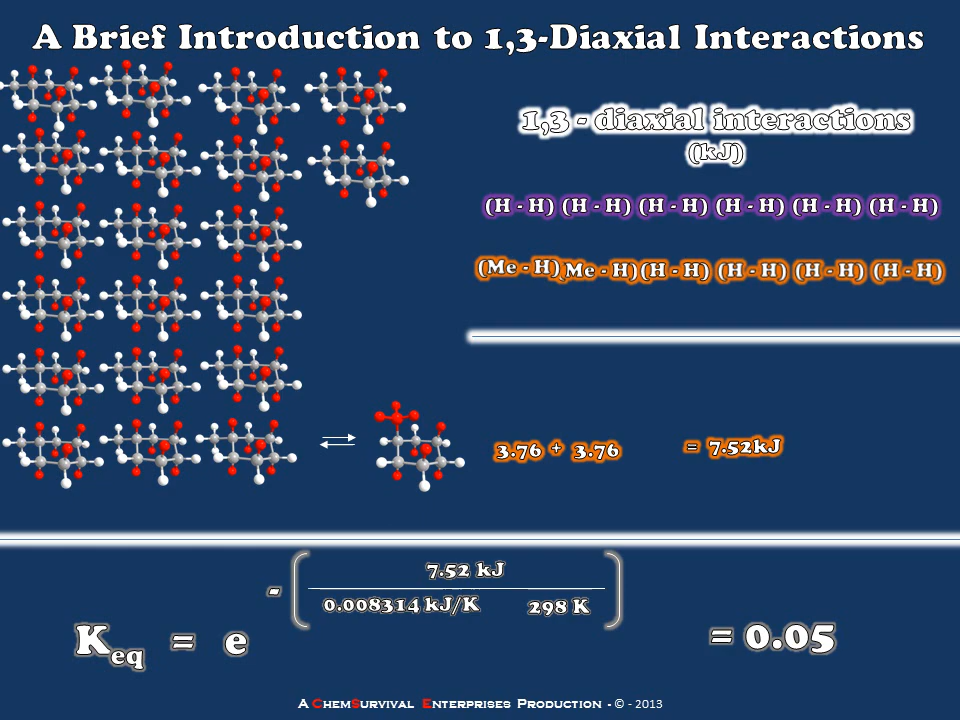 A Brief Introduction to 1,3-Diaxial Interactions
1,3 - diaxial interactions
(kJ)
(H - H) (H - H) (H - H) (H - H) (H - H) (H - H)
(Me - H) (Me - H) (H - H) (H - H) (H - H) (H - H)
3.76 + 3.76 = 7.52kJ
7.52 kJ
-
0.008314 kJ/K 298 K
Keq = e = 0.05
A ChemSurvival Enterprises Production - © - 2013